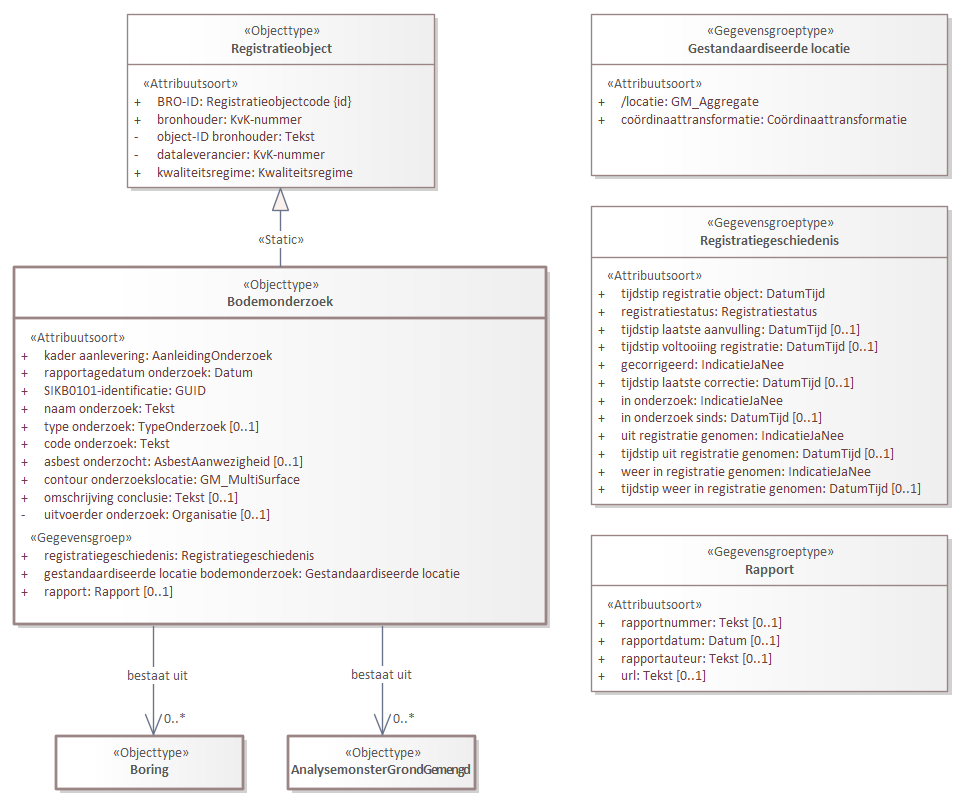 «Objecttype»
Registratieobject
«Attribuutsoort»
+ BRO-ID: Registratieobjectcode {id}
+ bronhouder: KvK-nummer
- object-ID bronhouder: Tekst
- dataleverancier: KvK-nummer
+ kwaliteitsregime: Kwaliteitsregime
«Static»
«Objecttype»
Bodemonderzoek
«Attribuutsoort»
+ kader aanlevering: AanleidingOnderzoek
+ rapportagedatum onderzoek: Datum
+ SIKB0101-identificatie: GUID
+ naam onderzoek: Tekst
+ type onderzoek: TypeOnderzoek [0..1]
+ code onderzoek: Tekst
+ asbest onderzocht: AsbestAanwezigheid [0..1]
+ contour onderzoekslocatie: GM_MultiSurface
+ omschrijving conclusie: Tekst [0..1]
- uitvoerder onderzoek: Organisatie [0..1]
«Gegevensgroep»
+ registratiegeschiedenis: Registratiegeschiedenis
+ gestandaardiseerde locatie bodemonderzoek: Gestandaardiseerde locatie
+ rapport: Rapport [0..1]
bestaat uit
0..*
bestaat uit
0..*
«Objecttype»
Boring
«Objecttype»
AnalysemonsterGrondGemengd
«Gegevensgroeptype»
Gestandaardiseerde locatie
«Attribuutsoort»
+ /locatie: GM_Aggregate
+ coördinaattransformatie: Coördinaattransformatie
«Gegevensgroeptype»
Registratiegeschiedenis
«Attribuutsoort»
+ tijdstip registratie object: DatumTijd
+ registratiestatus: Registratiestatus
+ tijdstip laatste aanvulling: DatumTijd [0..1]
+ tijdstip voltooiing registratie: DatumTijd [0..1]
+ gecorrigeerd: IndicatieJaNee
+ tijdstip laatste correctie: DatumTijd [0..1]
+ in onderzoek: IndicatieJaNee
+ in onderzoek sinds: DatumTijd [0..1]
+ uit registratie genomen: IndicatieJaNee
+ tijdstip uit registratie genomen: DatumTijd [0..1]
+ weer in registratie genomen: IndicatieJaNee
+ tijdstip weer in registratie genomen: DatumTijd [0..1]
«Gegevensgroeptype»
Rapport
«Attribuutsoort»
+ rapportnummer: Tekst [0..1]
+ rapportdatum: Datum [0..1]
+ rapportauteur: Tekst [0..1]
+ url: Tekst [0..1]